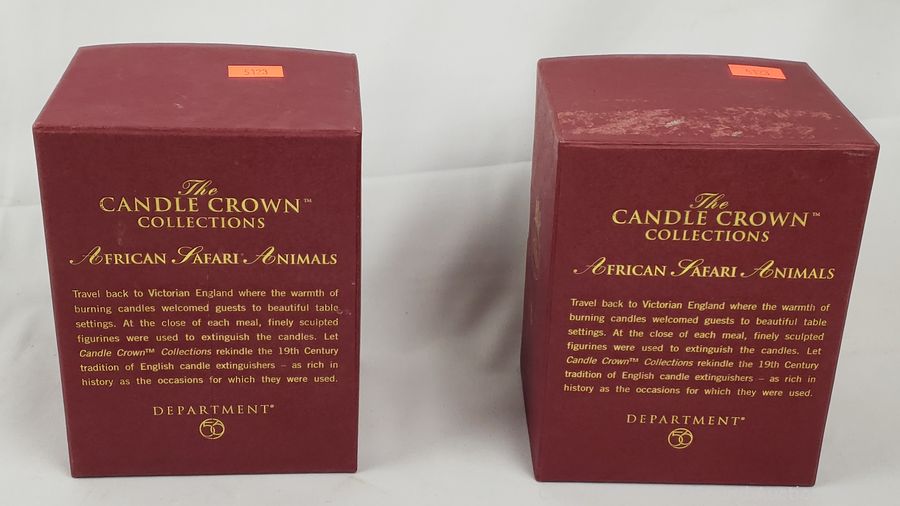 5123
The
CANDLE CROWN™
COLLECTIONS
African Safari Animals
Travel back to Victorian England where the warmth of
burning candles welcomed guests to beautiful table
settings. At the close of each meal, finely sculpted
figurines were used to extinguish the candles. Let
Candle Crown™ Collections rekindle the 19th Century
tradition of English candle extinguishers – as rich in
history as the occasions for which they were used.
DEPARTMENT®
56
5123
The
CANDLE CROWN™
COLLECTIONS
African Safari Animals
Travel back to Victorian England where the warmth of
burning candles welcomed guests to beautiful table
settings. At the close of each meal, finely sculpted
figurines were used to extinguish the candles. Let
Candle Crown™ Collections rekindle the 19th Century
tradition of English candle extinguishers – as rich in
history as the occasions for which they were used.
DEPARTMENT®
56